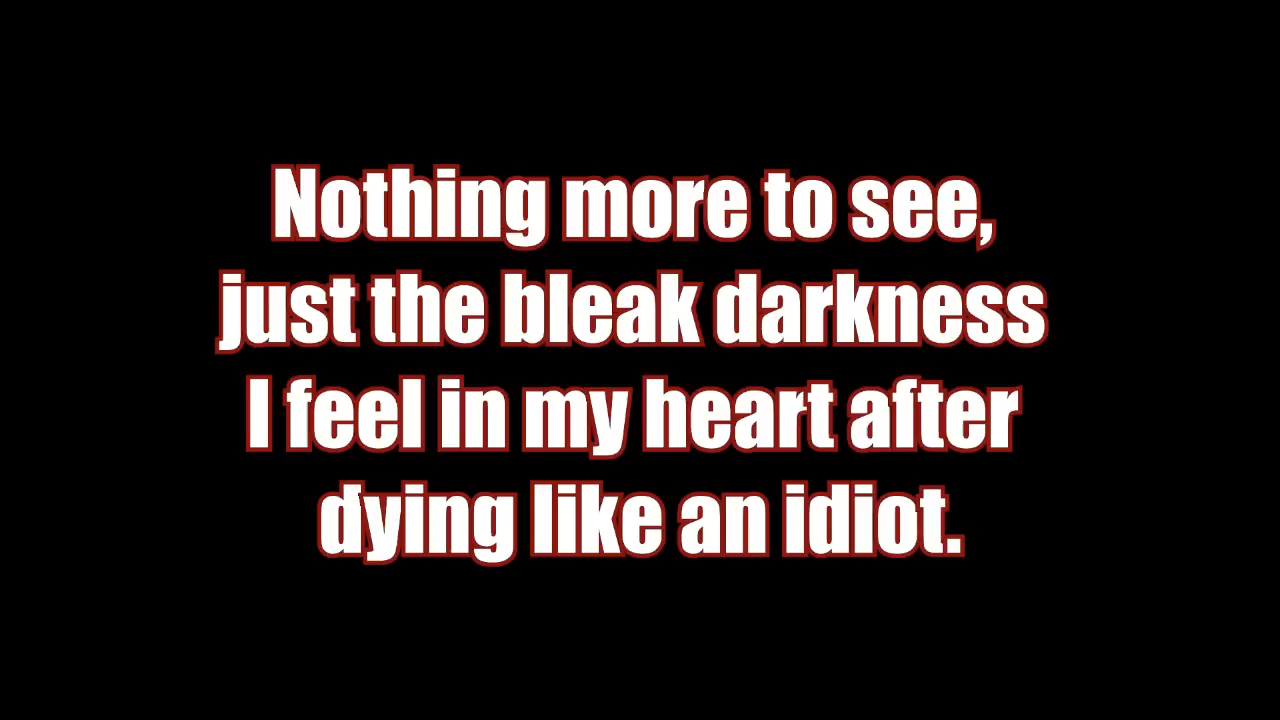 Nothing more to see,
just the bleak darkness
I feel in my heart after
dying like an idiot.